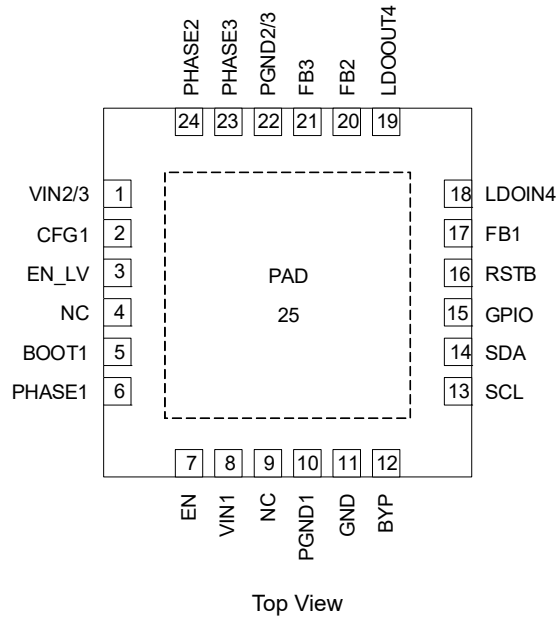 PHASE2
PHASE3
PGND2/3
FB3
FB2
LDOOUT4
24
23
22
21
20
19
VIN2/3 1
CFG1 2
EN_LV 3
NC 4
BOOT1 5
PHASE1 6
PAD
25
18 LDOIN4
17 FB1
16 RSTB
15 GPIO
14 SDA
13 SCL
7
8
9
10
11
12
EN
VIN1
NC
PGND1
GND
BYP
Top View